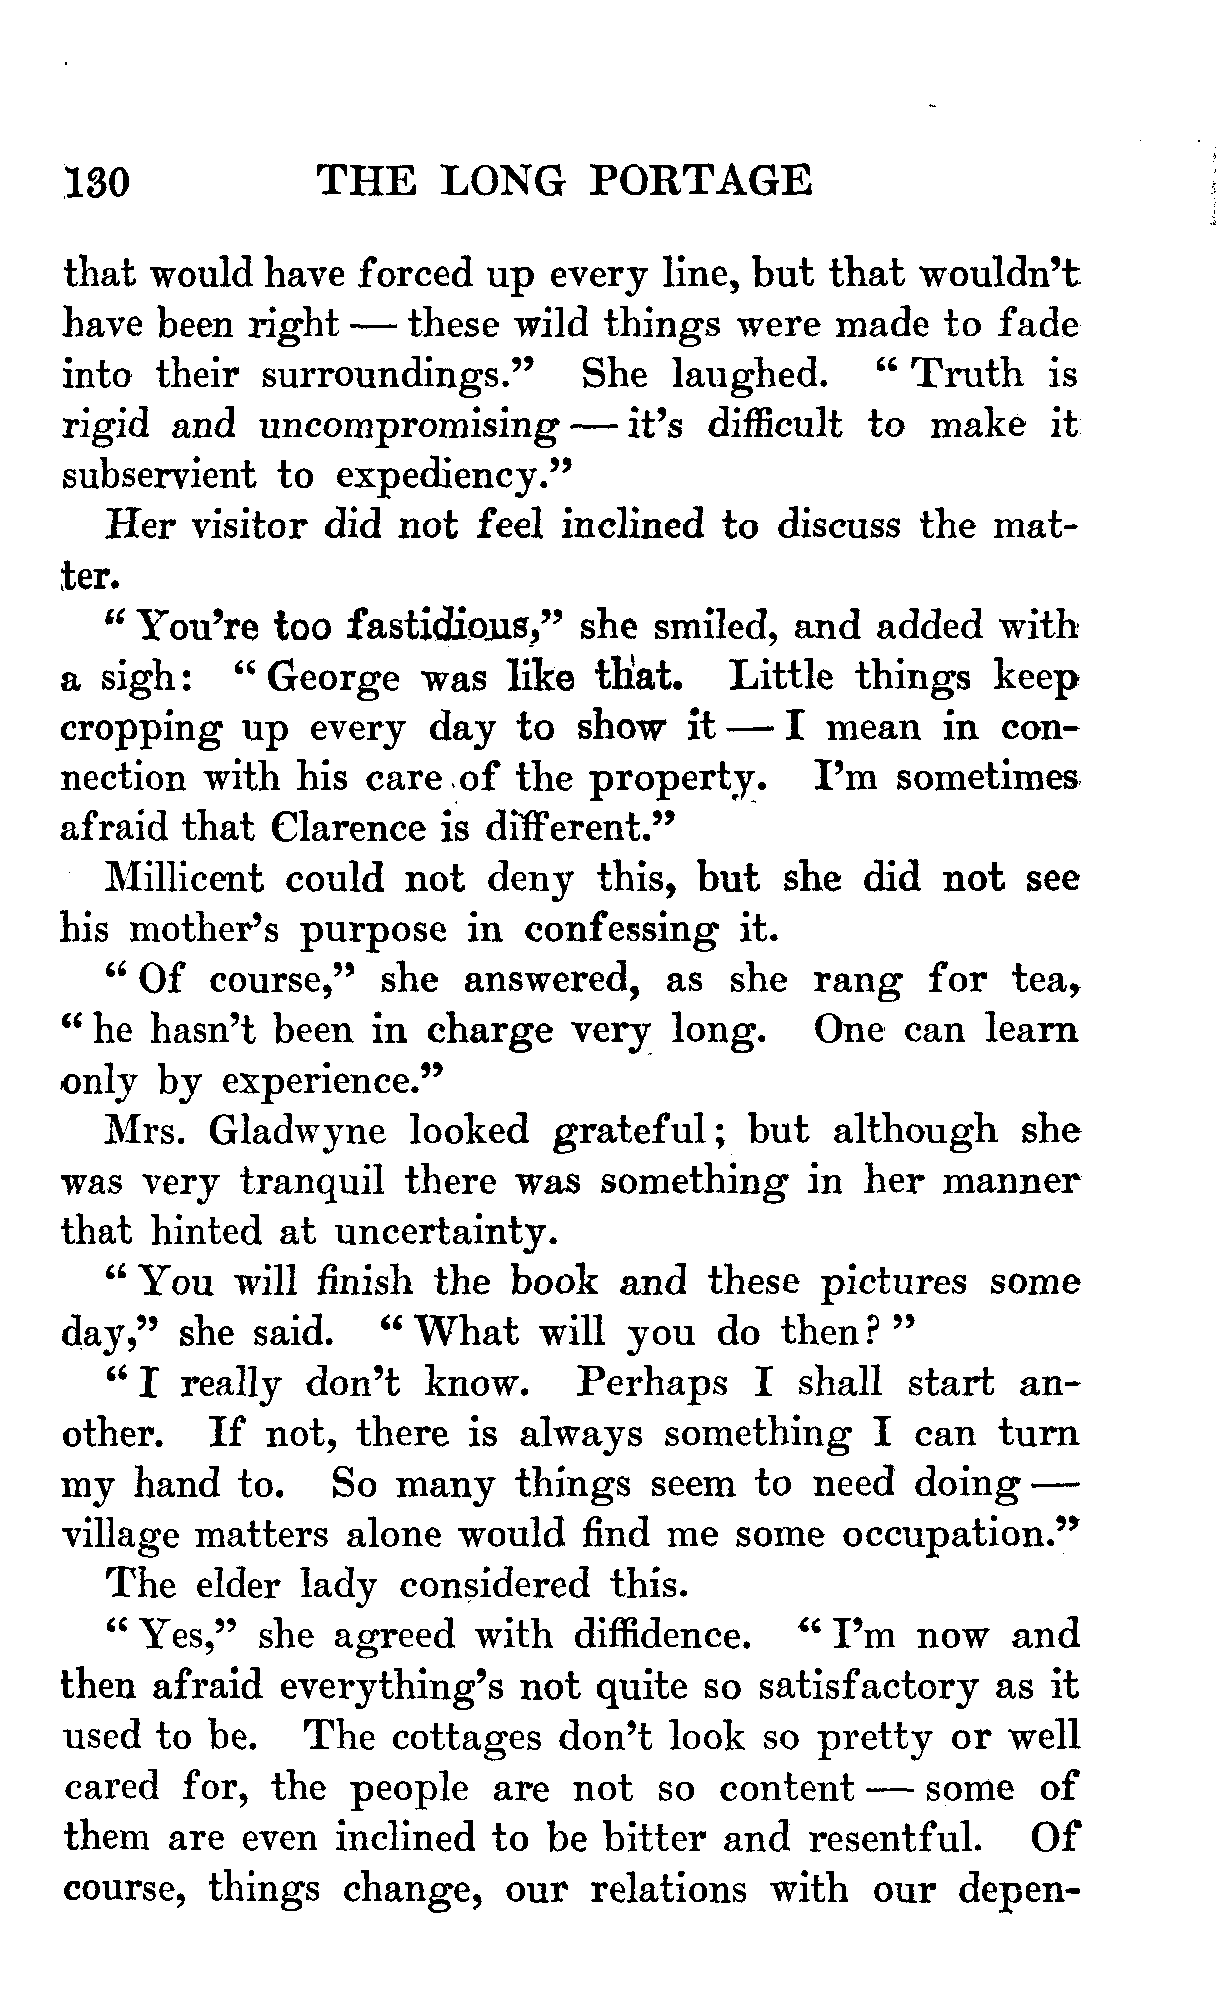 130 THE LONG PORTAGE
that would have forced up every line, but that wouldn't
have been right — these wild things were made to fade
into their surroundings." She laughed. "Truth is
rigid and uncompromising — it's difficult to make it
subservient to expediency."
Her visitor did not feel inclined to discuss the mat-
ter.
"You're too fastidious," she smiled, and added with
a sigh: "George was like that. Little things keep
cropping up every day to show it — I mean in con-
nection with his care of the property. I'm sometimes
afraid that Clarence is different."
Millicent could not deny this, but she did not see
his mother's purpose in confessing it.
"Of course," she answered, as she rang for tea,
"he hasn't been in charge very long. One can learn
only by experience."
Mrs. Gladwyne looked grateful; but although she
was very tranquil there was something in her manner
that hinted at uncertainty.
"You will finish the book and these pictures some
day," she said. "What will you do then?"
"I really don't know. Perhaps I shall start an-
other. If not, there is always something I can turn
my hand to. So many things seem to need doing —
village matters alone would find me some occupation."
The elder lady considered this.
"Yes," she agreed with diffidence. "I'm now and
then afraid everything's not quite so satisfactory as it
used to be. The cottages don't look so pretty or well
cared for, the people are not so content — some of
them are even inclined to be bitter and resentful. Of
course, things change, our relations with our depen-